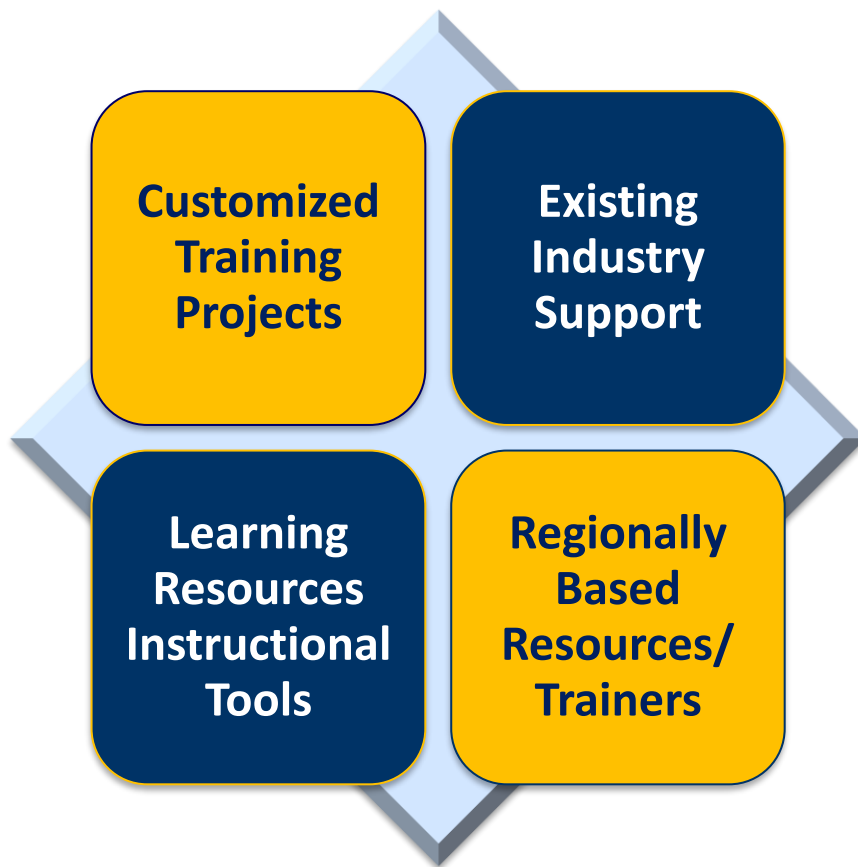 Customized
Training
Projects
Existing
Industry
Support
Learning
Resources
Instructional
Tools
Regionally
Based
Resources/
Trainers